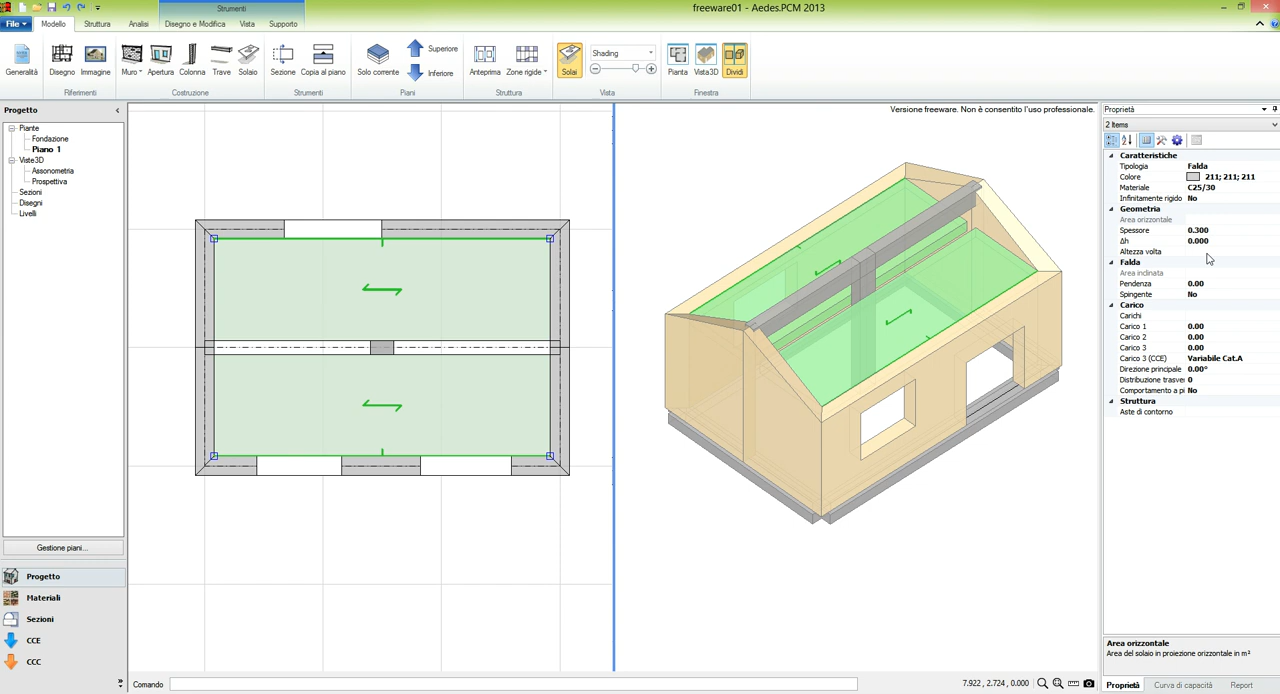 freeware01 - Aedes.PCM 2013
Strumenti
File
Modello
Struttura
Analisi
Disegno e Modifica
Vista
Supporto
Generalità
Disegno
Immagine
Muro
Apertura
Colonna
Trave
Solaio
Sezione
Copia al piano
Solo corrente
Superiore
Inferiore
Anteprima
Zone rigide
Solai
Shading
Pianta
Vista3D
Dividi
Riferimenti
Costruzione
Strumenti
Piani
Struttura
Vista
Finestra
Progetto
Piante
Fondazione
Piano 1
Viste3D
Assonometria
Prospettiva
Sezioni
Disegni
Livelli
Gestione piani...
Progetto
Materiali
Sezioni
CCE
CCC
Versione freeware. Non è consentito l'uso professionale.
Comando
7.922 , 2.724 , 0.000
Proprietà
2 Items
Caratteristiche
Tipologia Falda
Colore 211; 211; 211
Materiale C25/30
Infinitamente rigido No
Geometria
Area orizzontale
Spessore 0.300
Δh 0.000
Altezza volta
Falda
Area inclinata
Pendenza 0.00
Spingente No
Carico
Carichi
Carico 1 0.00
Carico 2 0.00
Carico 3 0.00
Carico 3 (CCE) Variabile Cat.A
Direzione principale 0.00°
Distribuzione trasve 0
Comportamento a pi No
Struttura
Aste di contorno
Area orizzontale
Area del solaio in proiezione orizzontale in m²
Proprietà
Curva di capacità
Report